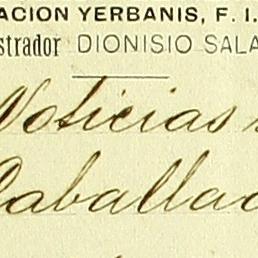 ACION YERBANIS, F. I.
strador DIONISIO SALA
Noticias
Caballad